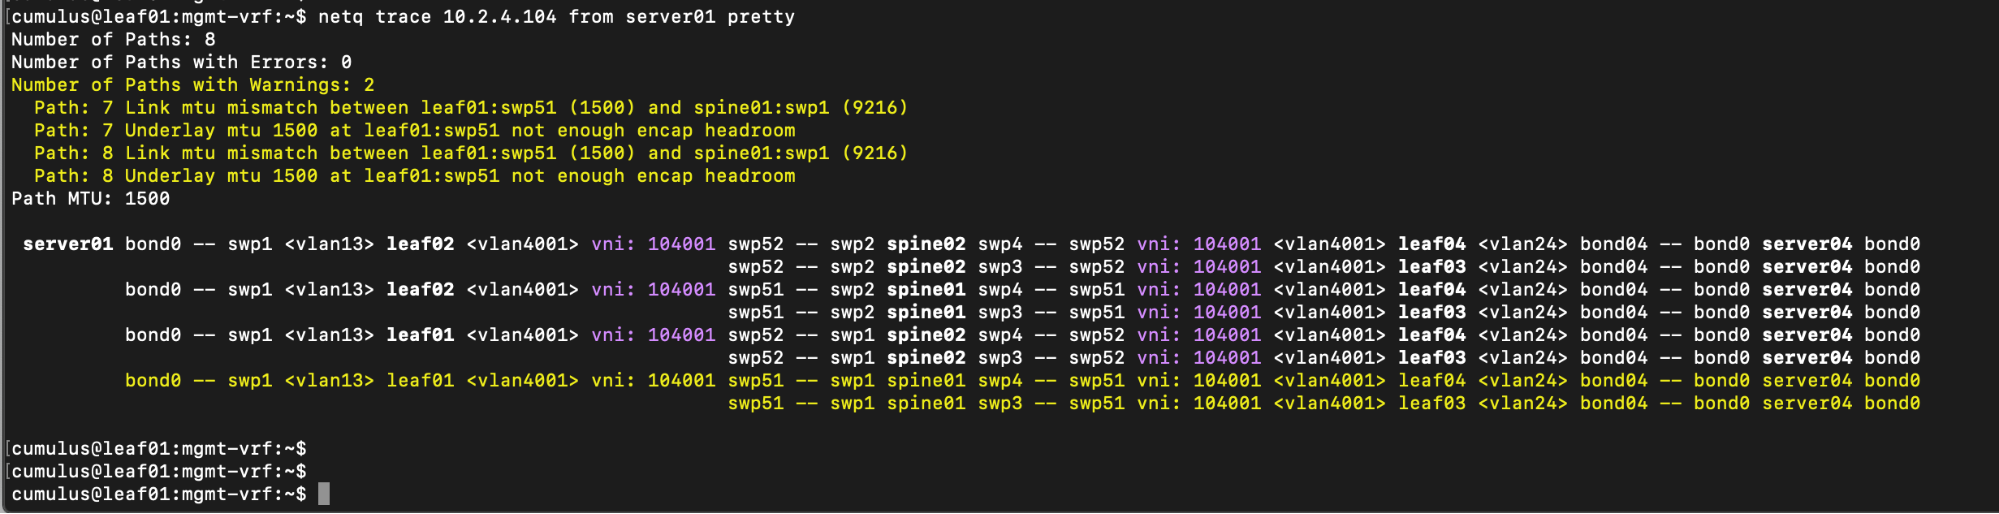 [cumulus@leaf01:mgmt-vrf:~$ netq trace 10.2.4.104 from server01 pretty
Number of Paths: 8
Number of Paths with Errors: 0
Number of Paths with Warnings: 2
  Path: 7 Link mtu mismatch between leaf01:swp51 (1500) and spine01:swp1 (9216)
  Path: 7 Underlay mtu 1500 at leaf01:swp51 not enough encap headroom
  Path: 8 Link mtu mismatch between leaf01:swp51 (1500) and spine01:swp1 (9216)
  Path: 8 Underlay mtu 1500 at leaf01:swp51 not enough encap headroom
Path MTU: 1500
server01 bond0 -- swp1 <vlan13> leaf02 <vlan4001> vni: 104001 swp52 -- swp2 spine02 swp4 -- swp52 vni: 104001 <vlan4001> leaf04 <vlan24> bond04 -- bond0 server04 bond0
swp52 -- swp2 spine02 swp3 -- swp52 vni: 104001 <vlan4001> leaf03 <vlan24> bond04 -- bond0 server04 bond0
bond0 -- swp1 <vlan13> leaf02 <vlan4001> vni: 104001 swp51 -- swp2 spine01 swp4 -- swp51 vni: 104001 <vlan4001> leaf04 <vlan24> bond04 -- bond0 server04 bond0
swp51 -- swp2 spine01 swp3 -- swp51 vni: 104001 <vlan4001> leaf03 <vlan24> bond04 -- bond0 server04 bond0
bond0 -- swp1 <vlan13> leaf01 <vlan4001> vni: 104001 swp52 -- swp1 spine02 swp4 -- swp52 vni: 104001 <vlan4001> leaf04 <vlan24> bond04 -- bond0 server04 bond0
swp52 -- swp1 spine02 swp3 -- swp52 vni: 104001 <vlan4001> leaf03 <vlan24> bond04 -- bond0 server04 bond0
bond0 -- swp1 <vlan13> leaf01 <vlan4001> vni: 104001 swp51 -- swp1 spine01 swp4 -- swp51 vni: 104001 <vlan4001> leaf04 <vlan24> bond04 -- bond0 server04 bond0
swp51 -- swp1 spine01 swp3 -- swp51 vni: 104001 <vlan4001> leaf03 <vlan24> bond04 -- bond0 server04 bond0
[cumulus@leaf01:mgmt-vrf:~$
[cumulus@leaf01:mgmt-vrf:~$
cumulus@leaf01:mgmt-vrf:~$